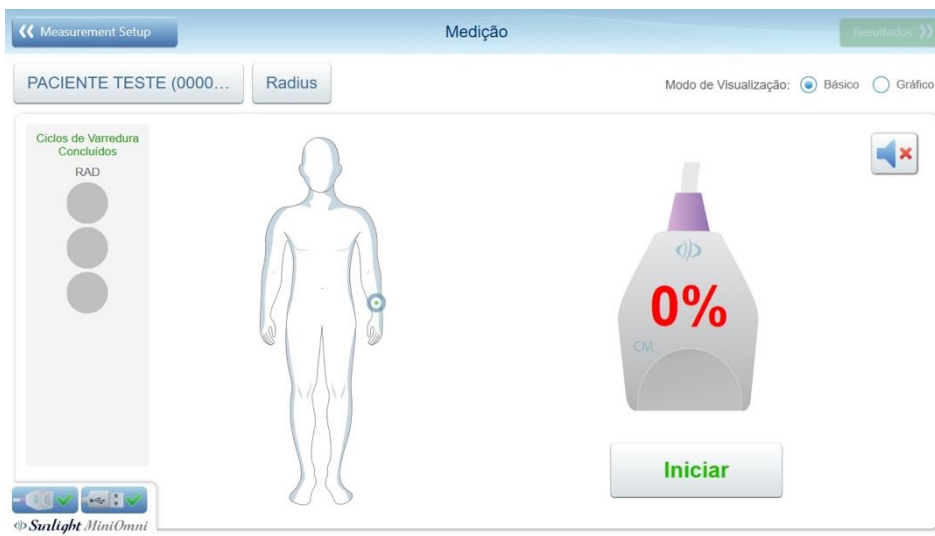 Measurement Setup
Medição
Resultados
PACIENTE TESTE (0000...
Radius
Modo de Visualização:
Básico
Gráfico
Ciclos de Varredura
Concluídos
RAD
0%
CM
Iniciar
Sunlight MiniOmni